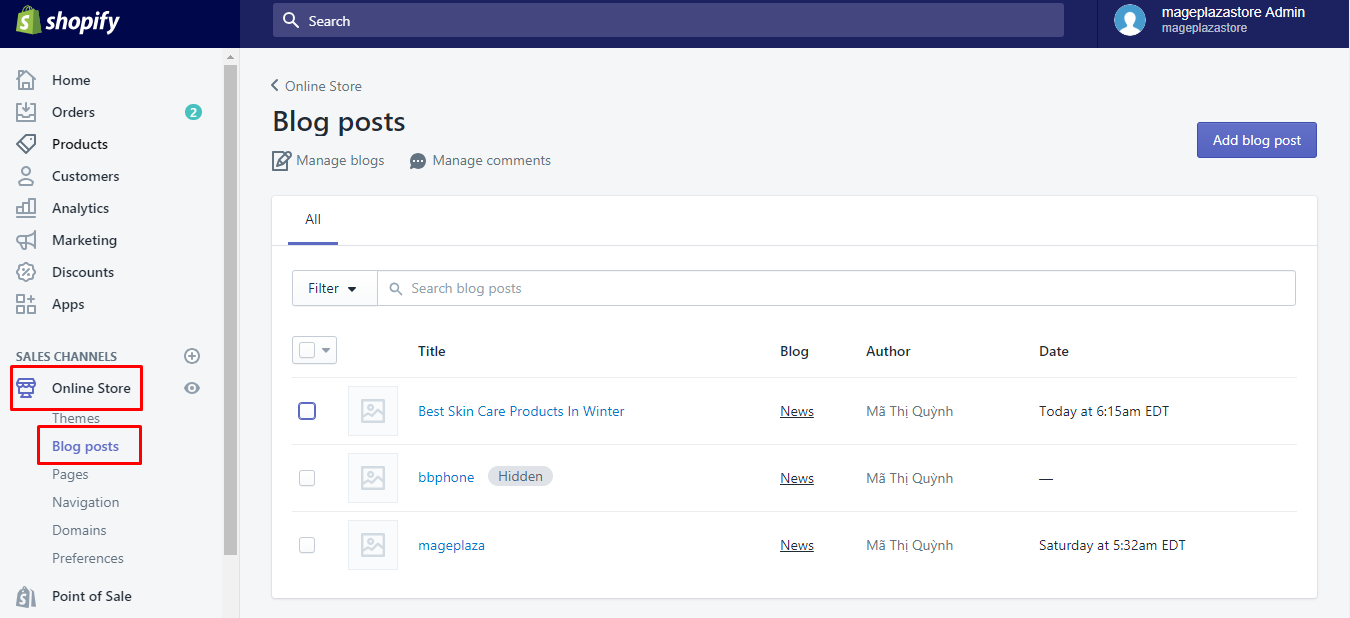 shopify
Search
mageplazastore Admin
mageplazastore
Home
Orders 2
Products
Customers
Analytics
Marketing
Discounts
Apps
SALES CHANNELS
Online Store
Themes
Blog posts
Pages
Navigation
Domains
Preferences
Point of Sale
Online Store
Blog posts
Manage blogs Manage comments
Add blog post
All
Filter Search blog posts
Title Blog Author Date
Best Skin Care Products In Winter News Mã Thị Quỳnh Today at 6:15am EDT
bbphone Hidden News Mã Thị Quỳnh —
mageplaza News Mã Thị Quỳnh Saturday at 5:32am EDT